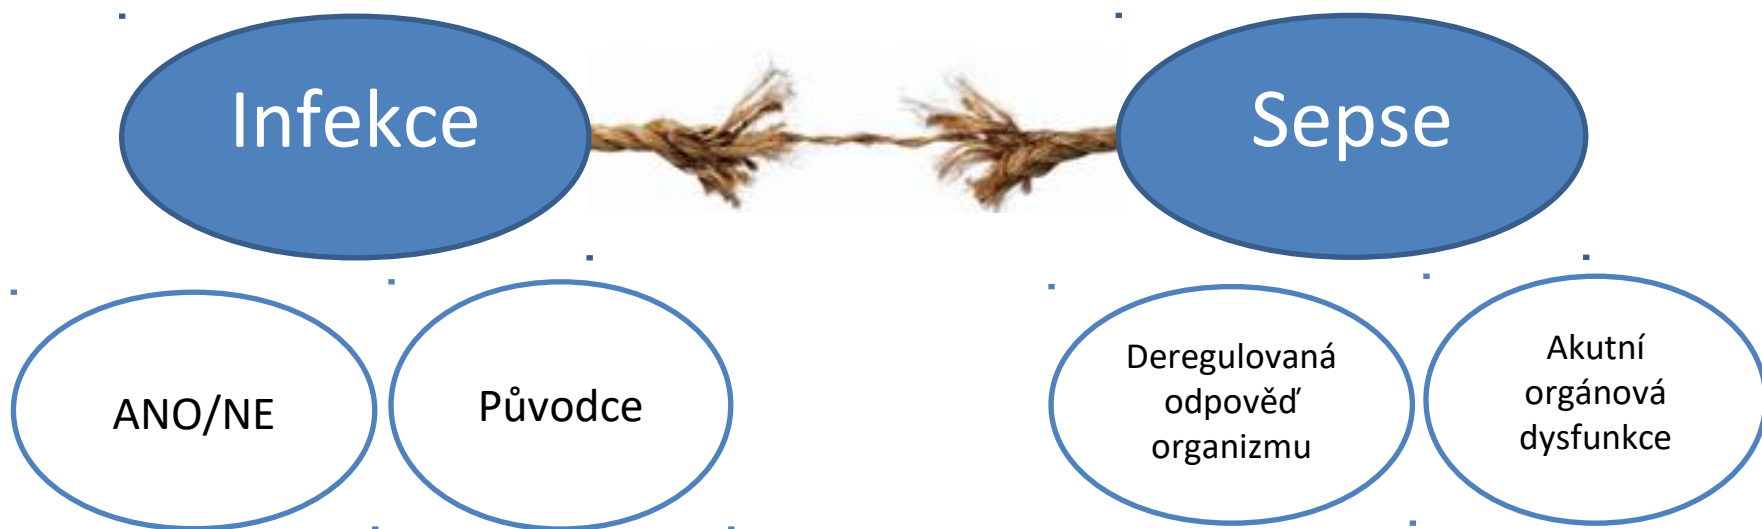 Infekce
Sepse
ANO/NE
Původce
Deregulovaná
odpověď
organizmu
Akutní
orgánová
dysfunkce